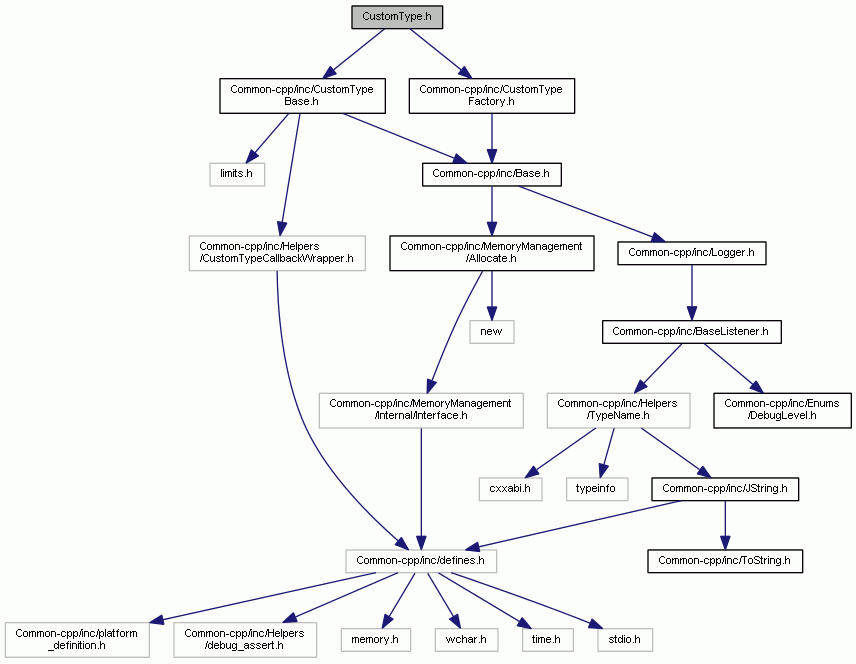 CustomType.h
Common-cpp/inc/CustomType
Base.h
Common-cpp/inc/CustomType
Factory.h
limits.h
Common-cpp/inc/Base.h
Common-cpp/inc/Helpers
/CustomTypeCallbackWrapper.h
Common-cpp/inc/MemoryManagement
/Allocate.h
Common-cpp/inc/Logger.h
new
Common-cpp/inc/BaseListener.h
Common-cpp/inc/MemoryManagement
/Internal/Interface.h
Common-cpp/inc/Helpers
/TypeName.h
Common-cpp/inc/Enums
/DebugLevel.h
cxxabi.h
typeinfo
Common-cpp/inc/JString.h
Common-cpp/inc/defines.h
Common-cpp/inc/ToString.h
Common-cpp/inc/platform
_definition.h
Common-cpp/inc/Helpers
/debug_assert.h
memory.h
wchar.h
time.h
stdio.h